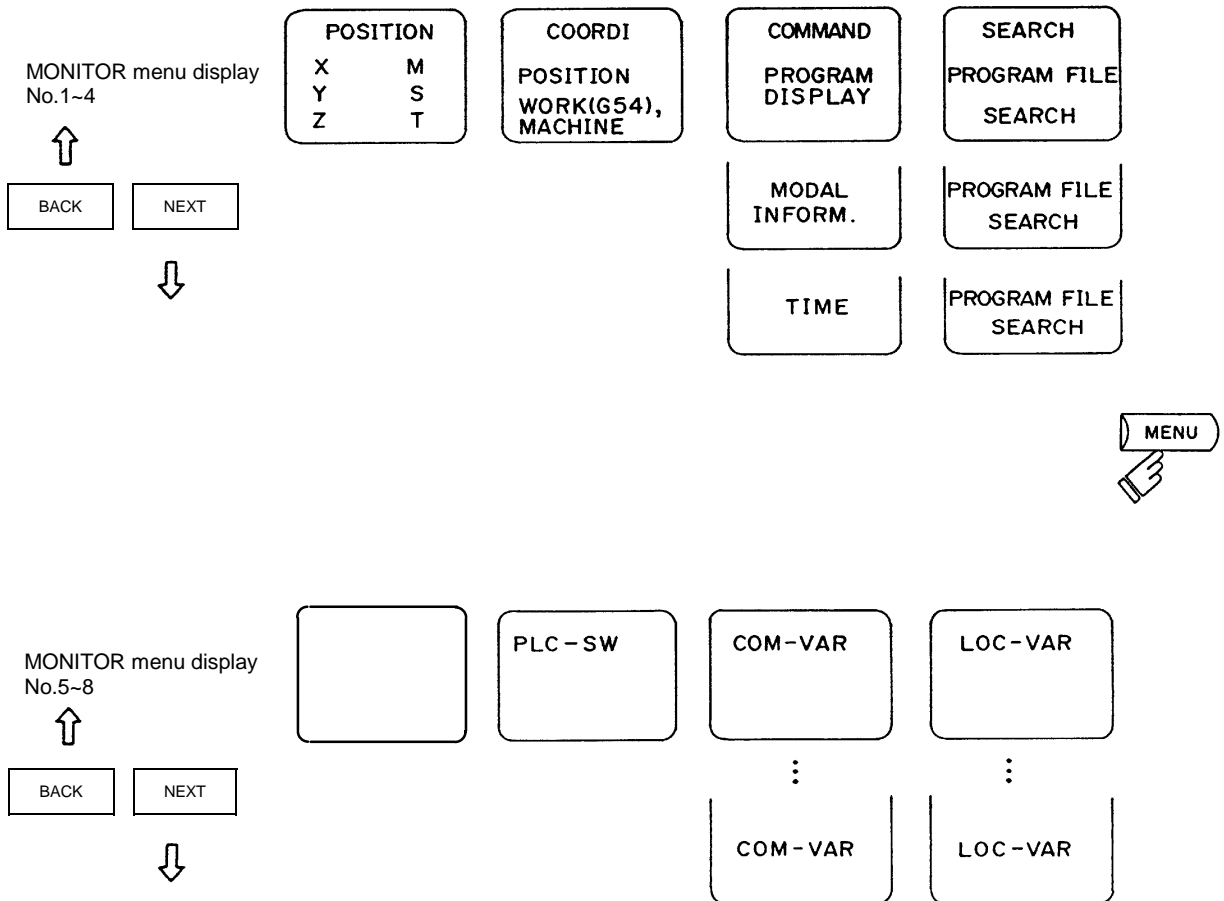 MONITOR menu display
No.1~4
BACK
NEXT
POSITION
X M
Y S
Z T
COORDI
POSITION
WORK(G54),
MACHINE
COMMAND
PROGRAM
DISPLAY
SEARCH
PROGRAM FILE
SEARCH
MODAL
INFORM.
PROGRAM FILE
SEARCH
TIME
PROGRAM FILE
SEARCH
MENU
MONITOR menu display
No.5~8
BACK
NEXT
PLC-SW
COM-VAR
LOC-VAR
⋮
⋮
COM-VAR
LOC-VAR